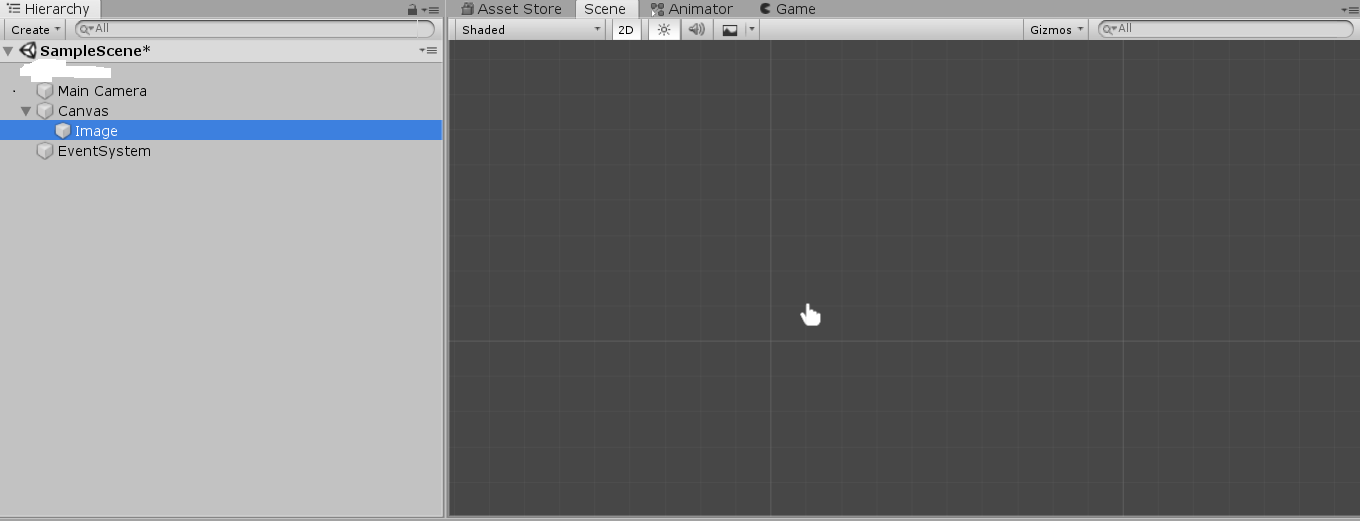 Hierarchy
Create
All
SampleScene*
Main Camera
Canvas
Image
EventSystem
Asset Store Scene Animator Game
Shaded 2D Gizmos All